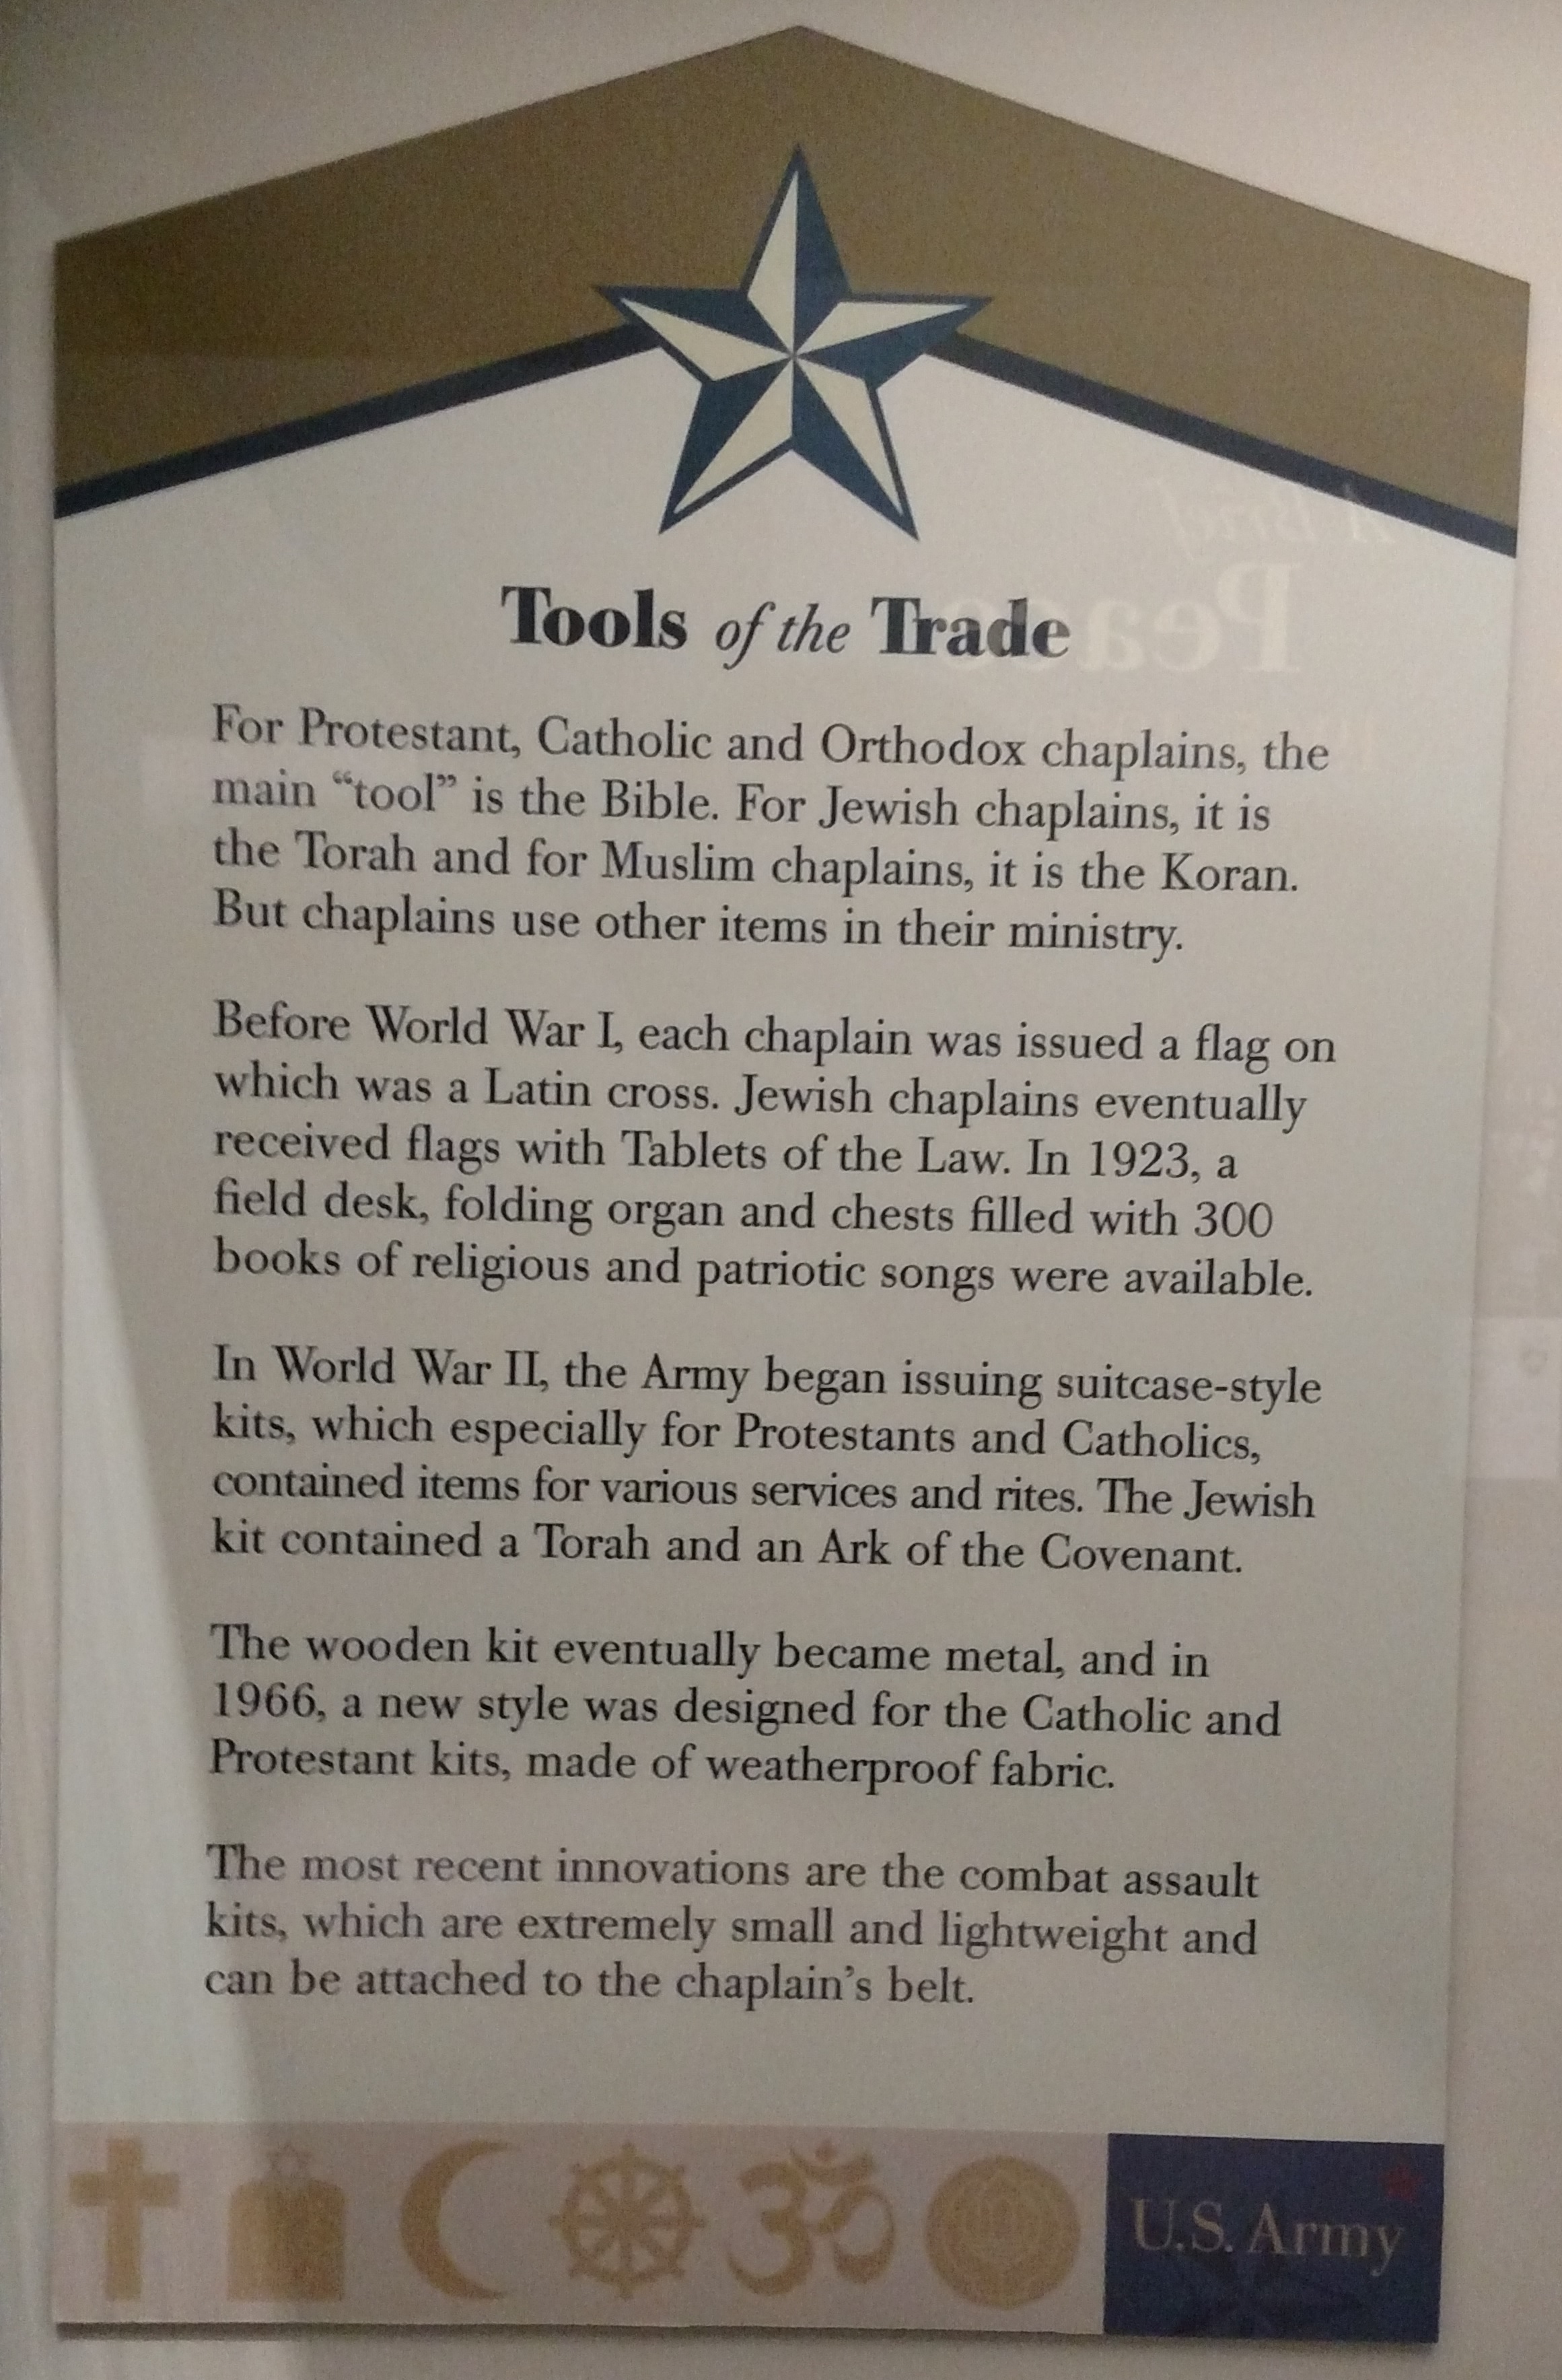 Tools of the Trade
For Protestant, Catholic and Orthodox chaplains, the
main “tool” is the Bible. For Jewish chaplains, it is
the Torah and for Muslim chaplains, it is the Koran.
But chaplains use other items in their ministry.
Before World War I, each chaplain was issued a flag on
which was a Latin cross. Jewish chaplains eventually
received flags with Tablets of the Law. In 1923, a
field desk, folding organ and chests filled with 300
books of religious and patriotic songs were available.
In World War II, the Army began issuing suitcase-style
kits, which especially for Protestants and Catholics,
contained items for various services and rites. The Jewish
kit contained a Torah and an Ark of the Covenant.
The wooden kit eventually became metal, and in
1966, a new style was designed for the Catholic and
Protestant kits, made of weatherproof fabric.
The most recent innovations are the combat assault
kits, which are extremely small and lightweight and
can be attached to the chaplain’s belt.
ॐ
U.S. Army